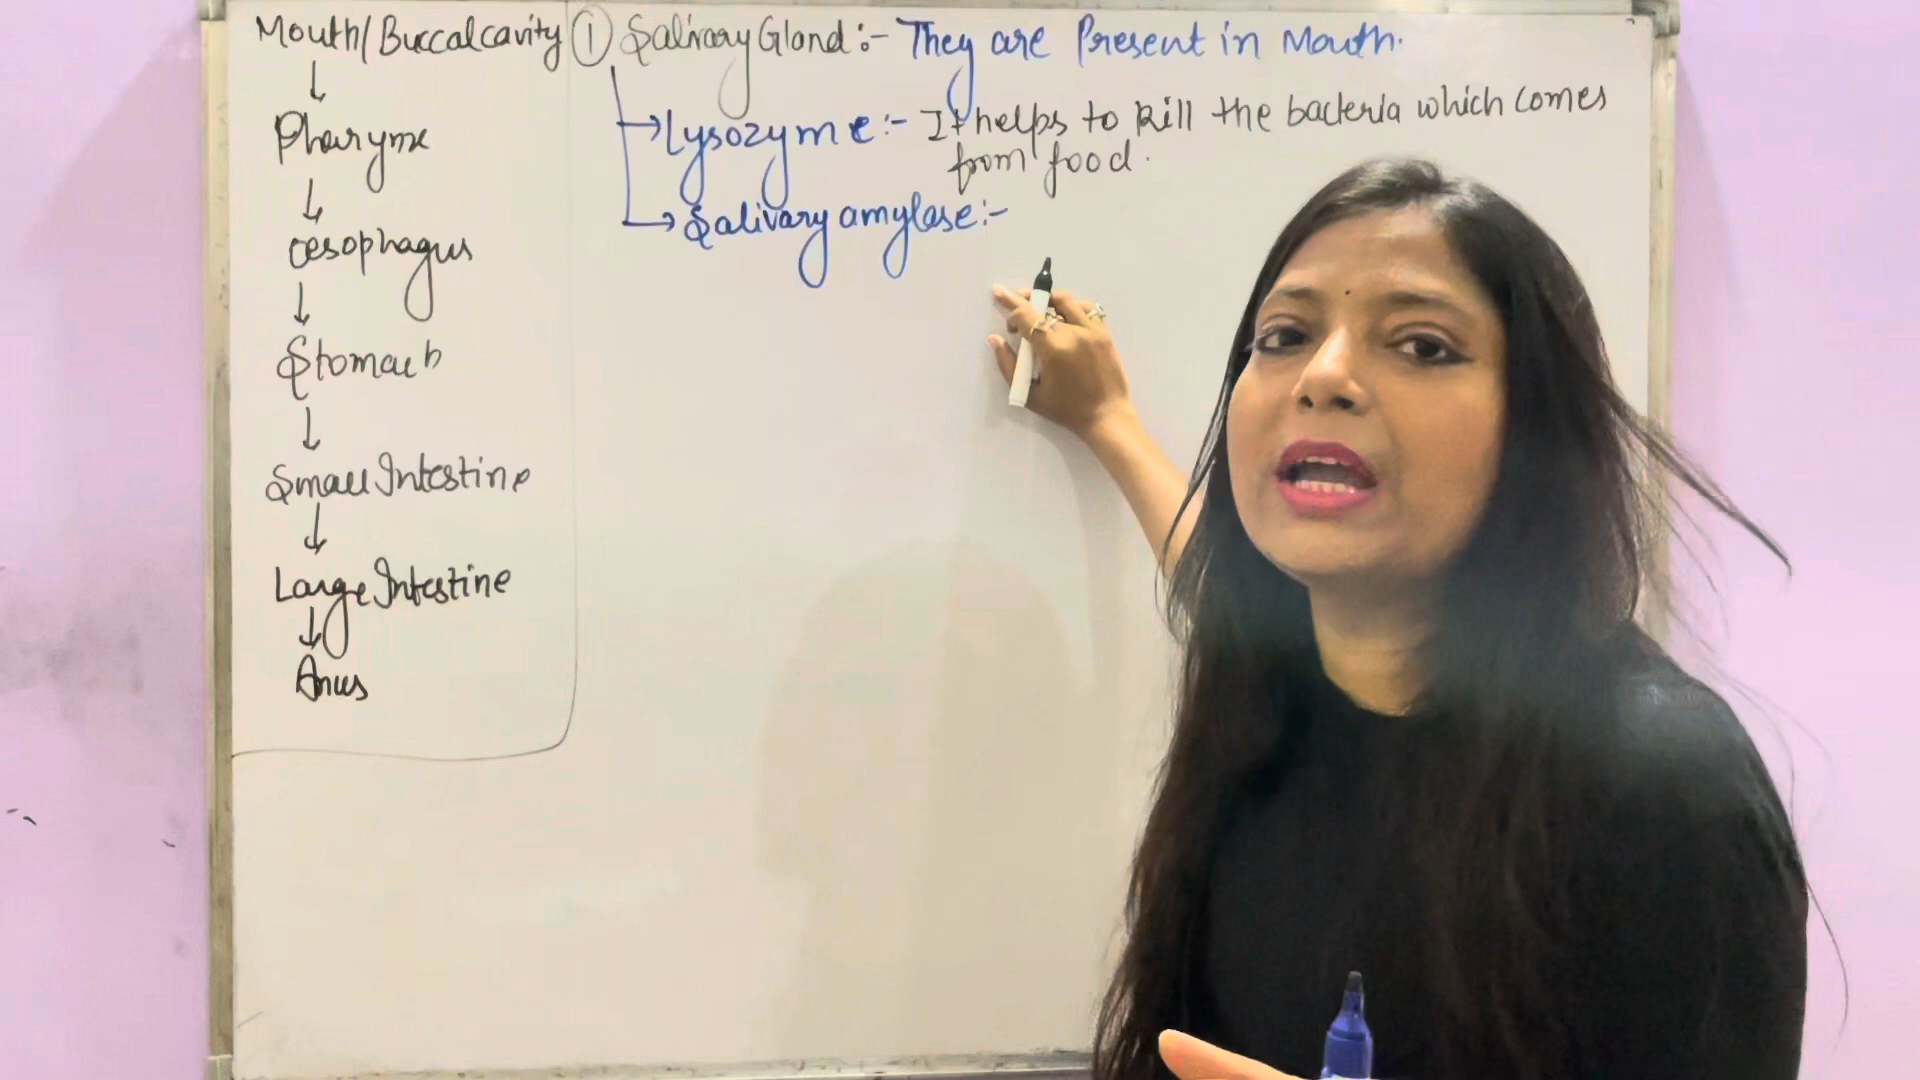 Mouth/Buccalcavity
↓
Pharynx
↓
Oesophagus
↓
Stomach
↓
Small Intestine
↓
Large Intestine
↓
Anus
① Salivary Gland :- They are Present in Mouth.
→ Lysozyme :- It helps to kill the bacteria which comes
from food.
→ Salivary amylase :-